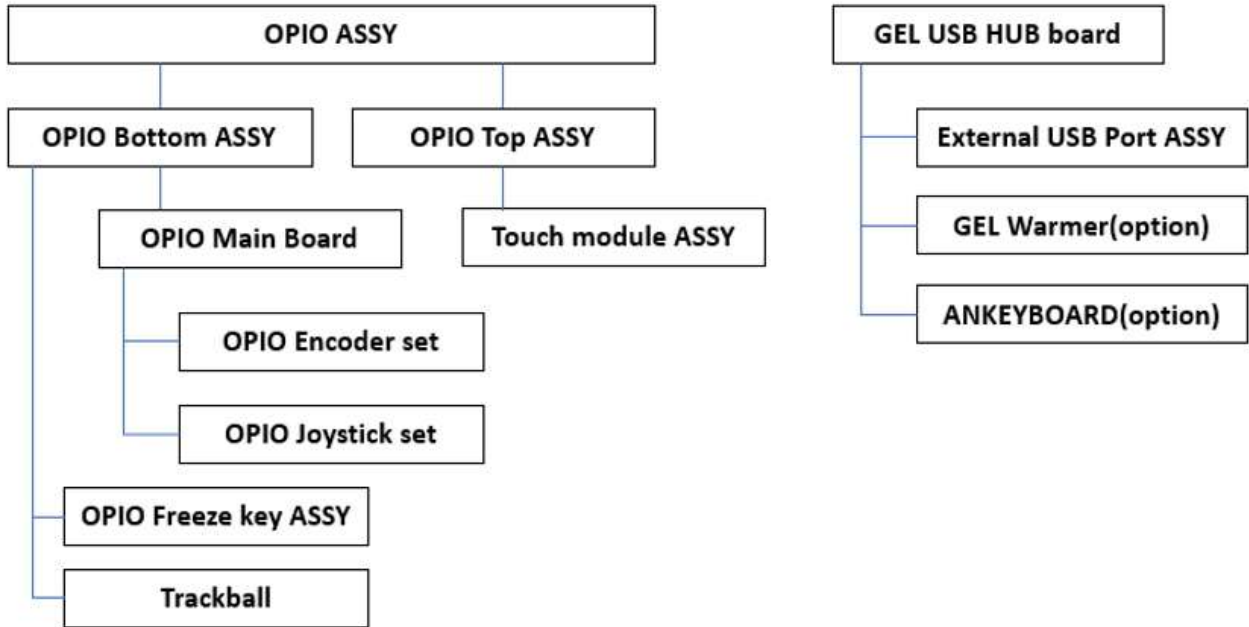 OPIO ASSY
OPIO Bottom ASSY
OPIO Top ASSY
OPIO Main Board
Touch module ASSY
OPIO Encoder set
OPIO Joystick set
OPIO Freeze key ASSY
Trackball
GEL USB HUB board
External USB Port ASSY
GEL Warmer(option)
ANKEYBOARD(option)